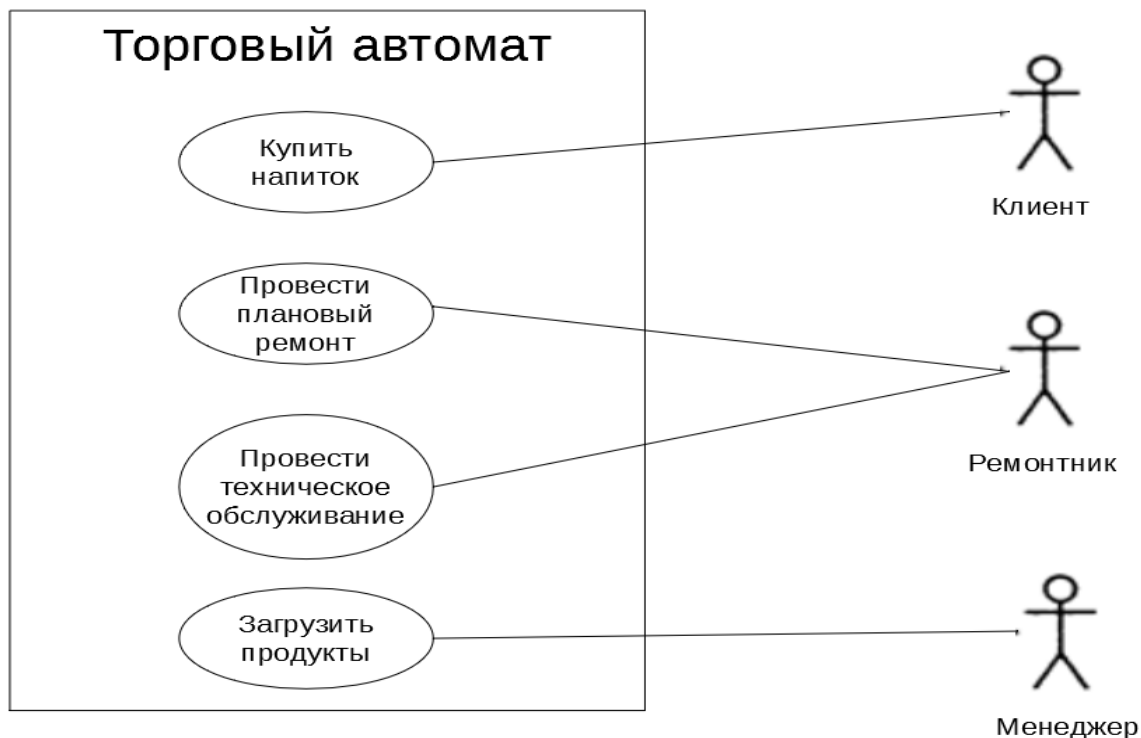 Торговый автомат
Купить
напиток
Клиент
Провести
плановый
ремонт
Ремонтник
Провести
техническое
обслуживание
Загрузить
продукты
Менеджер